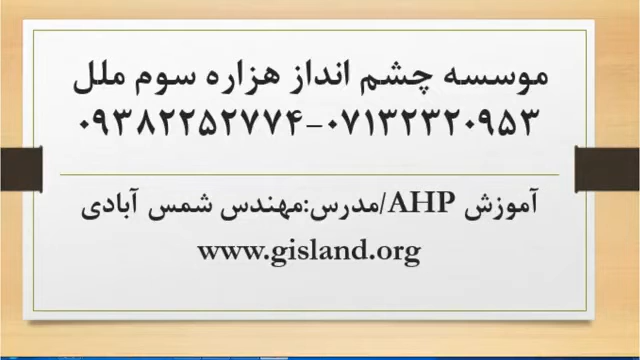 موسسه چشم انداز هزاره سوم ملل
۰۹۳۸۲۲۵۲۷۷۴-۰۷۱۳۲۳۲۰۹۵۳
آموزش AHP/مدرس:مهندس شمس آبادی
www.gisland.org